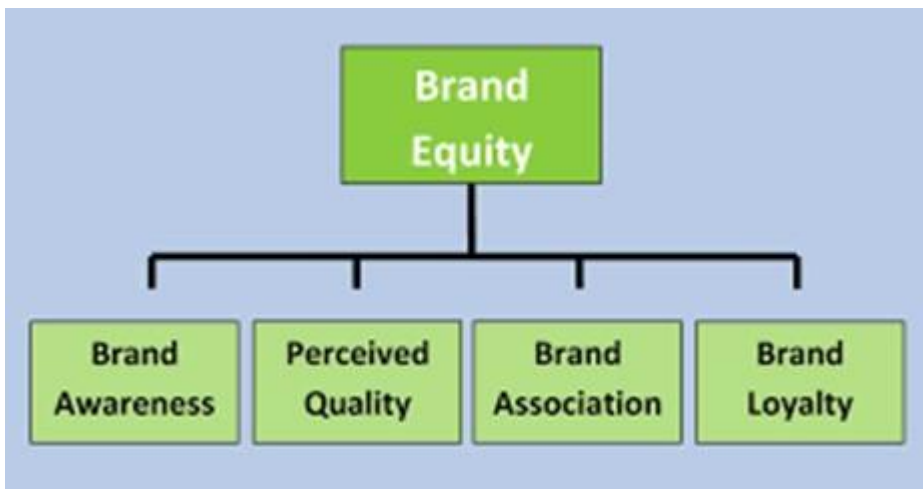 Brand
Equity
Brand
Awareness
Perceived
Quality
Brand
Association
Brand
Loyalty